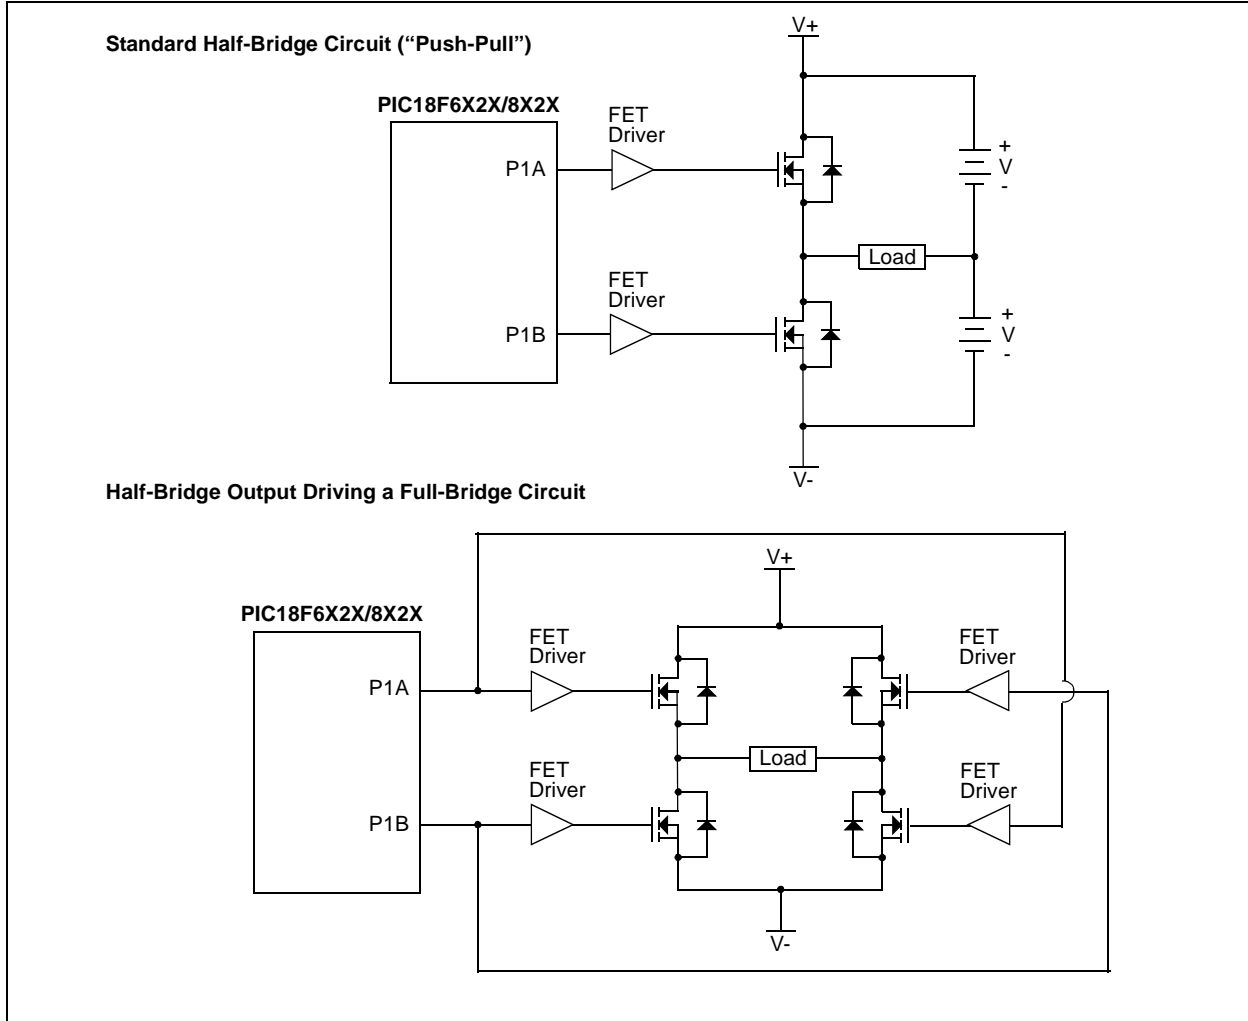 Standard Half-Bridge Circuit (“Push-Pull”)
V+
PIC18F6X2X/8X2X
FET
Driver
P1A
+
V
-
Load
FET
Driver
P1B
+
V
-
V-
Half-Bridge Output Driving a Full-Bridge Circuit
V+
PIC18F6X2X/8X2X
FET
Driver
FET
Driver
P1A
Load
FET
Driver
FET
Driver
P1B
V-